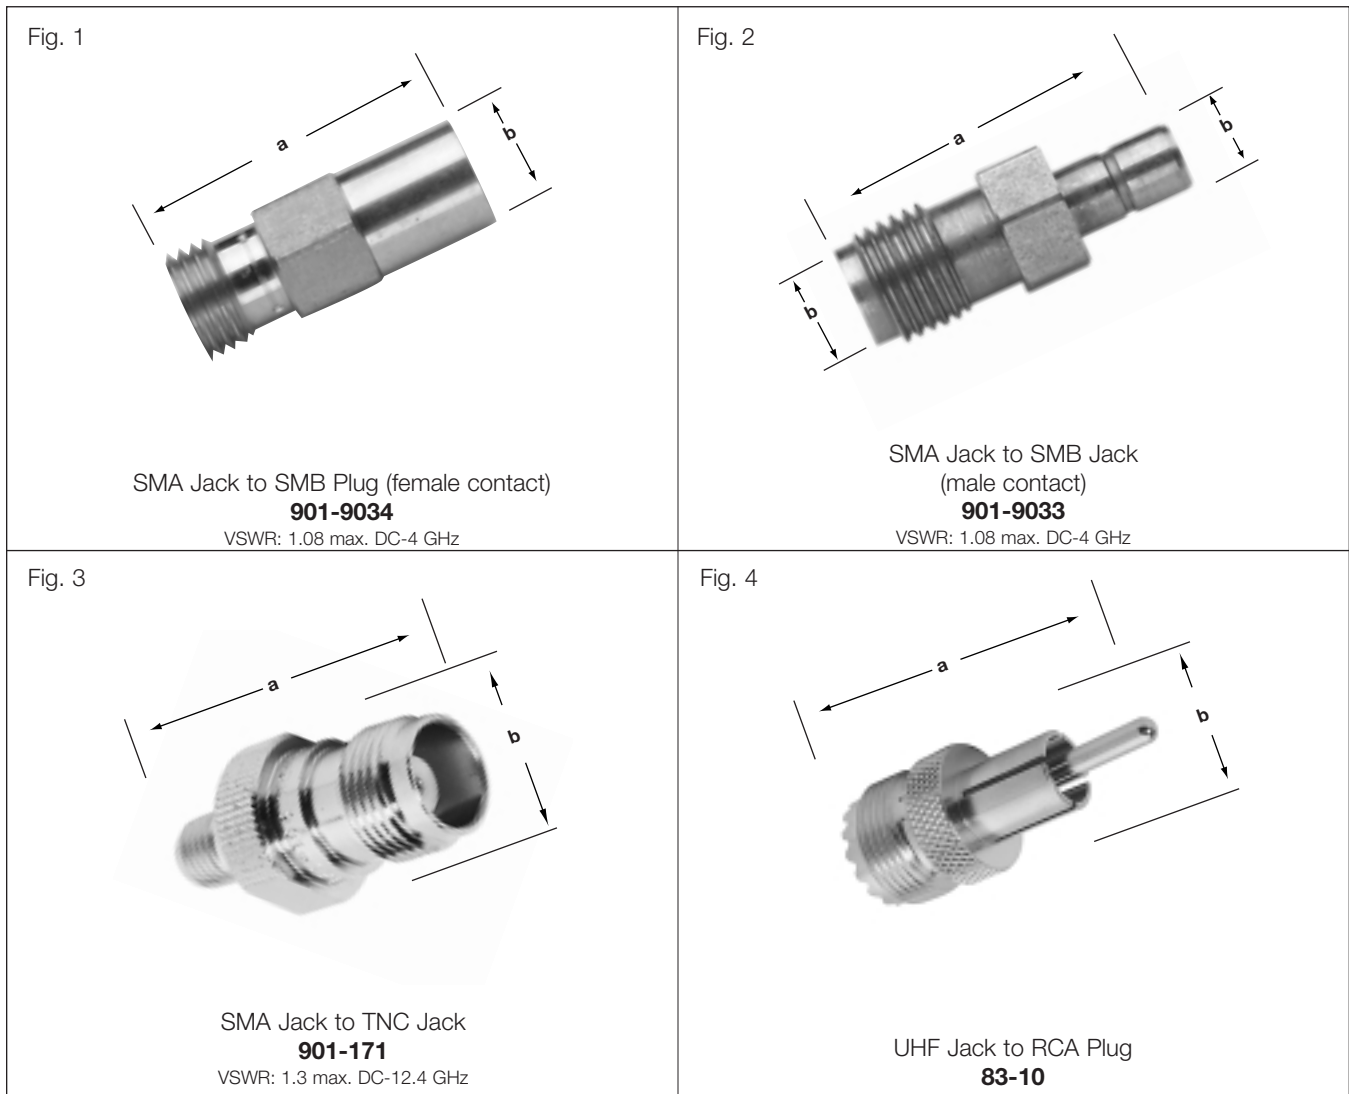 Fig. 1
a
b
SMA Jack to SMB Plug (female contact)
901-9034
VSWR: 1.08 max. DC-4 GHz
Fig. 2
a
b
b
SMA Jack to SMB Jack
(male contact)
901-9033
VSWR: 1.08 max. DC-4 GHz
Fig. 3
a
b
SMA Jack to TNC Jack
901-171
VSWR: 1.3 max. DC-12.4 GHz
Fig. 4
a
b
UHF Jack to RCA Plug
83-10